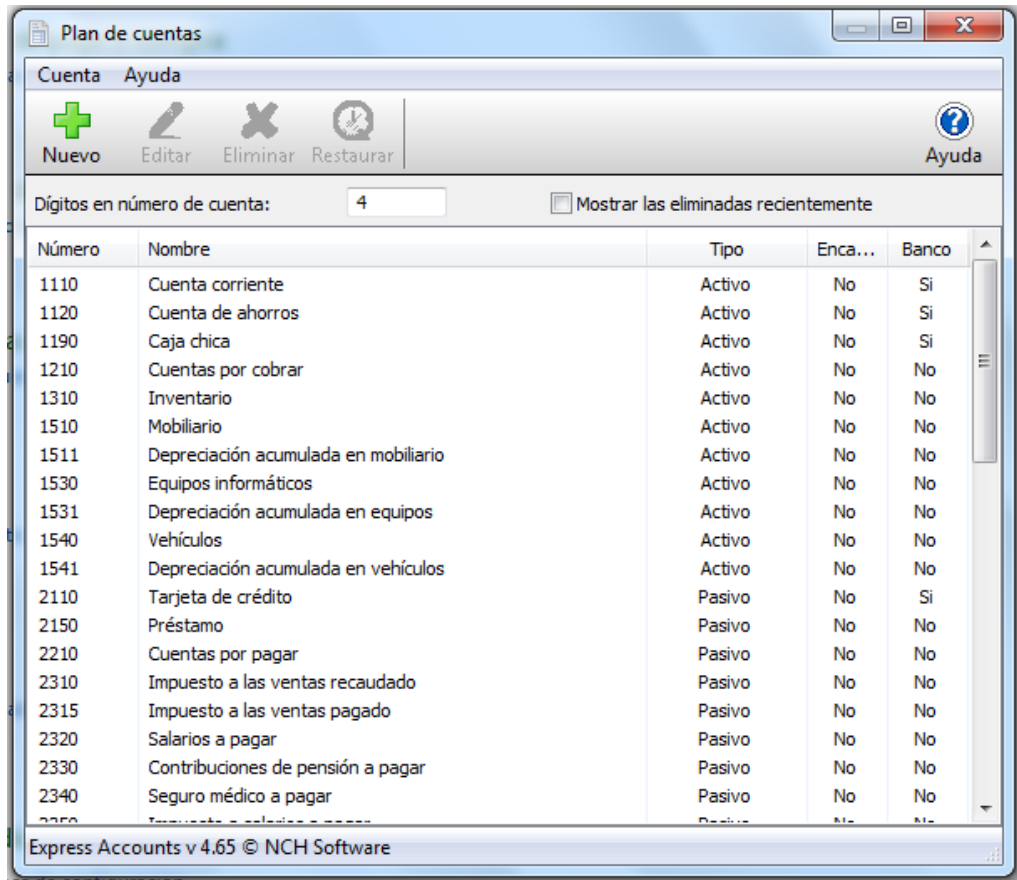 Plan de cuentas
Cuenta Ayuda
Nuevo Editar Eliminar Restaurar Ayuda
Dígitos en número de cuenta: 4 Mostrar las eliminadas recientemente
Número Nombre Tipo Enca... Banco
1110 Cuenta corriente Activo No Si
1120 Cuenta de ahorros Activo No Si
1190 Caja chica Activo No Si
1210 Cuentas por cobrar Activo No No
1310 Inventario Activo No No
1510 Mobiliario Activo No No
1511 Depreciación acumulada en mobiliario Activo No No
1530 Equipos informáticos Activo No No
1531 Depreciación acumulada en equipos Activo No No
1540 Vehículos Activo No No
1541 Depreciación acumulada en vehículos Activo No No
2110 Tarjeta de crédito Pasivo No Si
2150 Préstamo Pasivo No No
2210 Cuentas por pagar Pasivo No No
2310 Impuesto a las ventas recaudado Pasivo No No
2315 Impuesto a las ventas pagado Pasivo No No
2320 Salarios a pagar Pasivo No No
2330 Contribuciones de pensión a pagar Pasivo No No
2340 Seguro médico a pagar Pasivo No No
Express Accounts v 4.65 © NCH Software